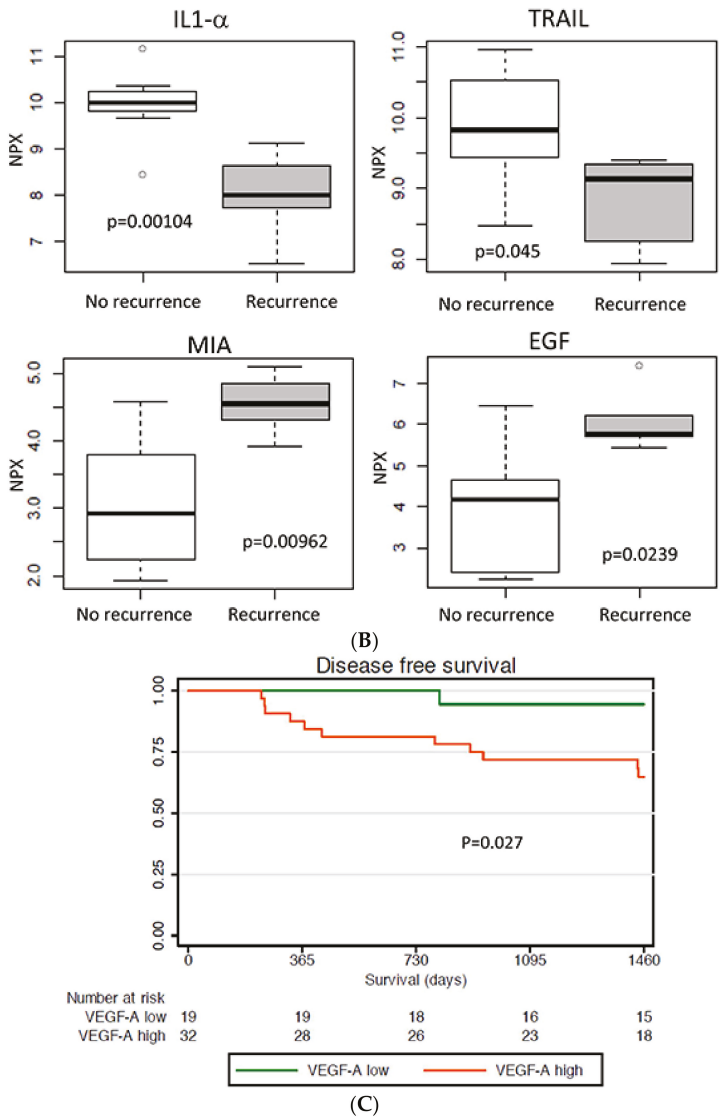 IL1-α
TRAIL
NPX
11
10
9
8
7
p=0.00104
No recurrence
Recurrence
NPX
11.0
10.0
9.0
8.0
p=0.045
No recurrence
Recurrence
MIA
EGF
NPX
5.0
4.0
3.0
2.0
p=0.00962
No recurrence
Recurrence
NPX
7
6
5
4
3
p=0.0239
No recurrence
Recurrence
(B)
Disease free survival
1.00
0.75
0.50
0.25
0.00
P=0.027
0 365 730 1095 1460
Survival (days)
Number at risk
VEGF-A low 19 19 18 16 15
VEGF-A high 32 28 26 23 18
VEGF-A low VEGF-A high
(C)